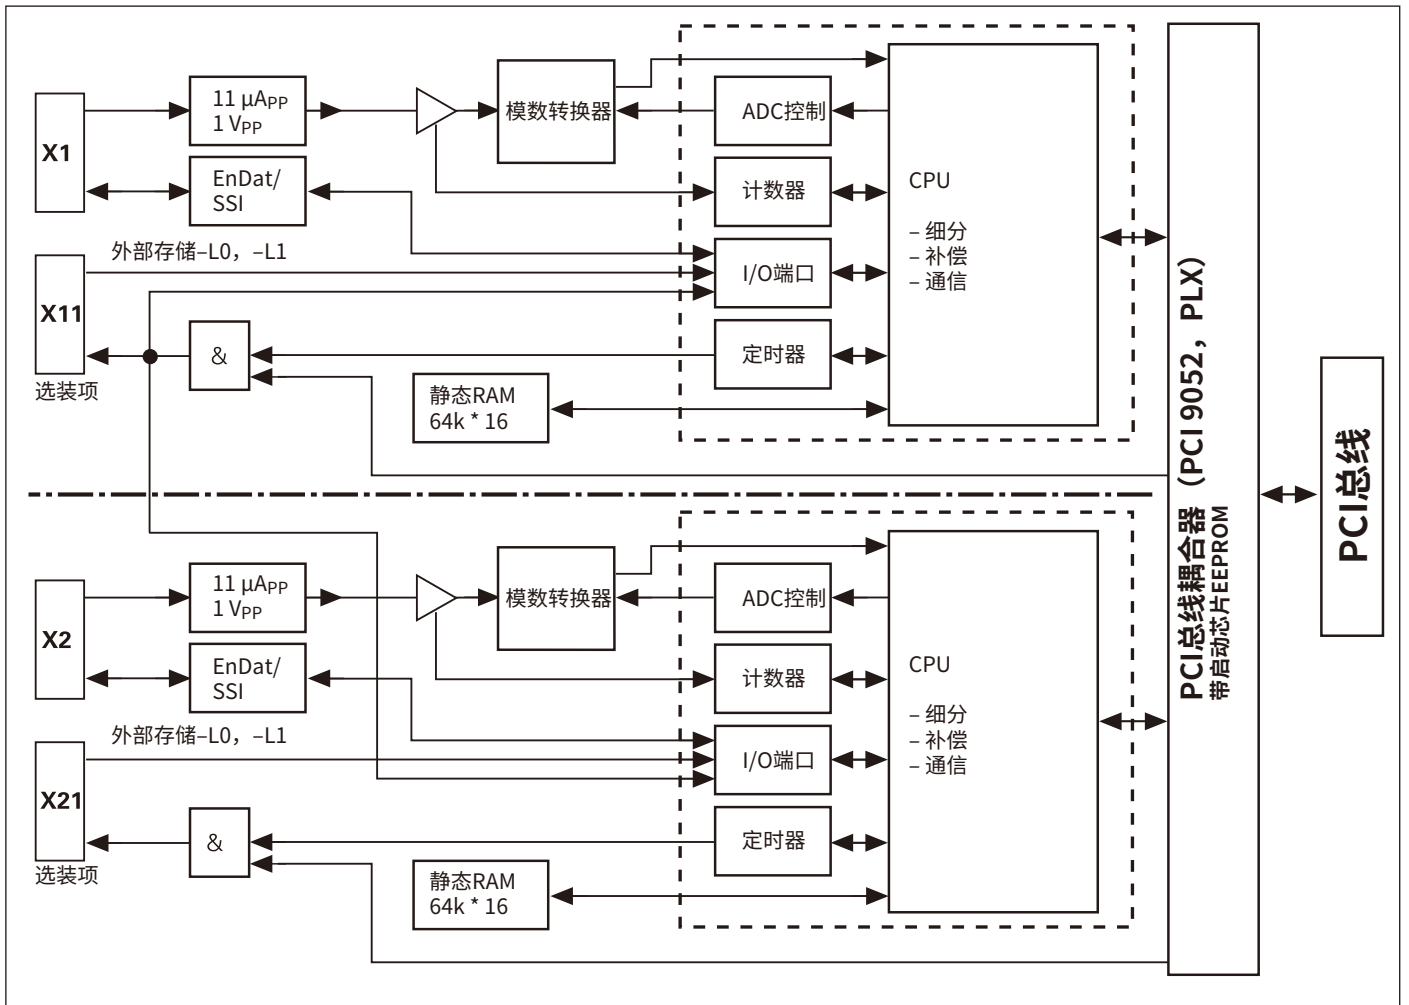 X1
11 µAPP
1 VPP
EnDat/
SSI
模数转换器
ADC控制
计数器
I/O端口
定时器
CPU
– 细分
– 补偿
– 通信
外部存储–L0，–L1
X11
选装项
&
静态RAM
64k * 16
X2
11 µAPP
1 VPP
EnDat/
SSI
模数转换器
ADC控制
计数器
I/O端口
定时器
CPU
– 细分
– 补偿
– 通信
外部存储–L0，–L1
X21
选装项
&
静态RAM
64k * 16
PCI总线耦合器（PCI 9052，PLX）
带启动芯片EEPROM
PCI总线